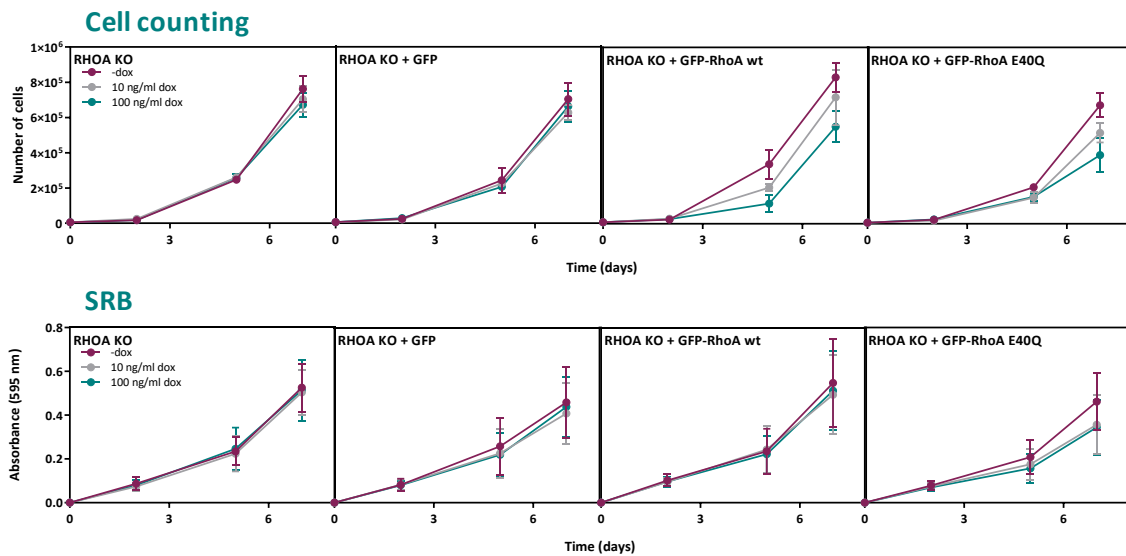 Cell counting
Number of cells
1×10⁶
8×10⁵
6×10⁵
4×10⁵
2×10⁵
0
RHOA KO
-dox
10 ng/ml dox
100 ng/ml dox
RHOA KO + GFP
RHOA KO + GFP-RhoA wt
RHOA KO + GFP-RhoA E40Q
0 3 6 0 3 6 0 3 6 0 3 6
Time (days)
SRB
Absorbance (595 nm)
0.8
0.6
0.4
0.2
0.0
RHOA KO
-dox
10 ng/ml dox
100 ng/ml dox
RHOA KO + GFP
RHOA KO + GFP-RhoA wt
RHOA KO + GFP-RhoA E40Q
0 3 6 0 3 6 0 3 6 0 3 6
Time (days)